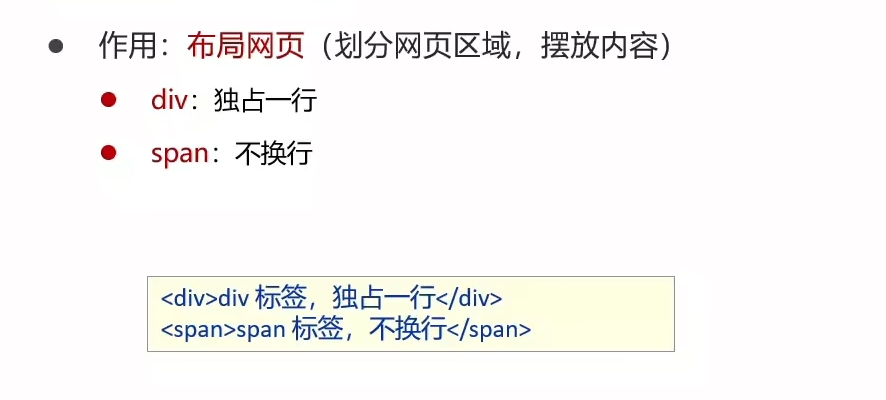 作用：布局网页（划分网页区域，摆放内容）
div：独占一行
span：不换行
<div>div 标签，独占一行</div>
<span>span 标签，不换行</span>